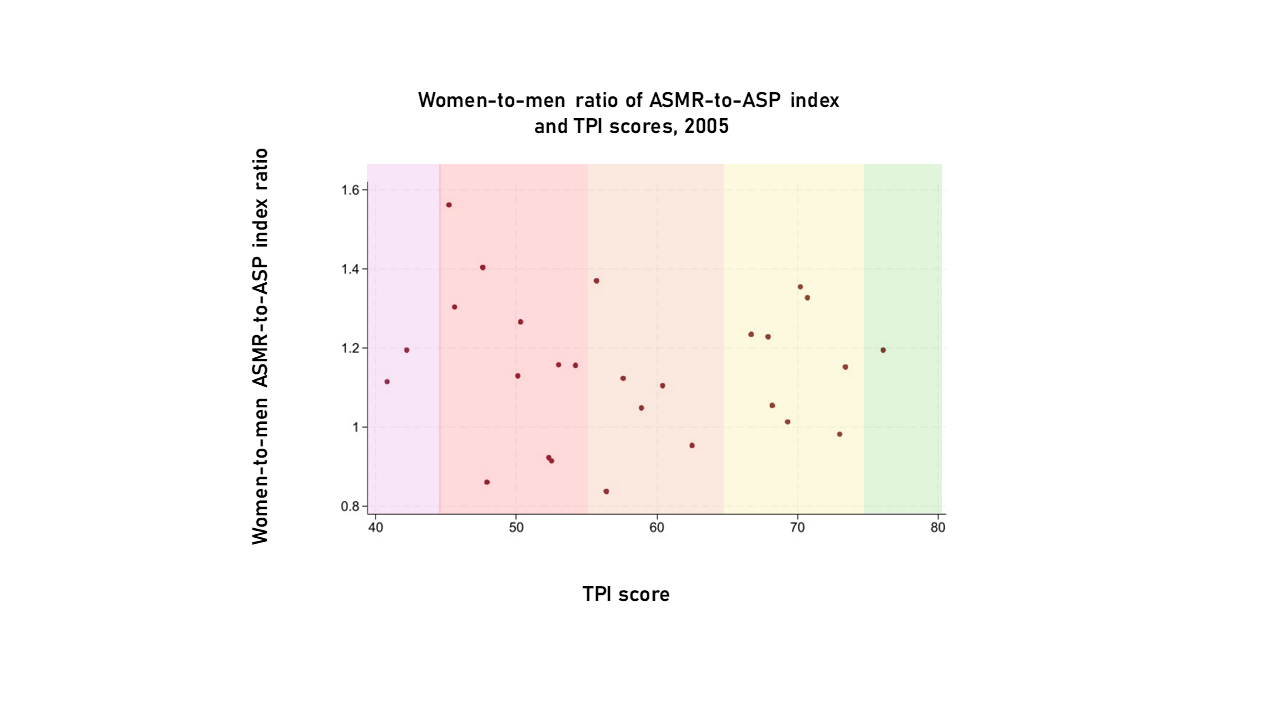 Women-to-men ratio of ASMR-to-ASP index
and TPI scores, 2005
Women-to-men ASMR-to-ASP index ratio
1.6
1.4
1.2
1
0.8
40 50 60 70 80
TPI score